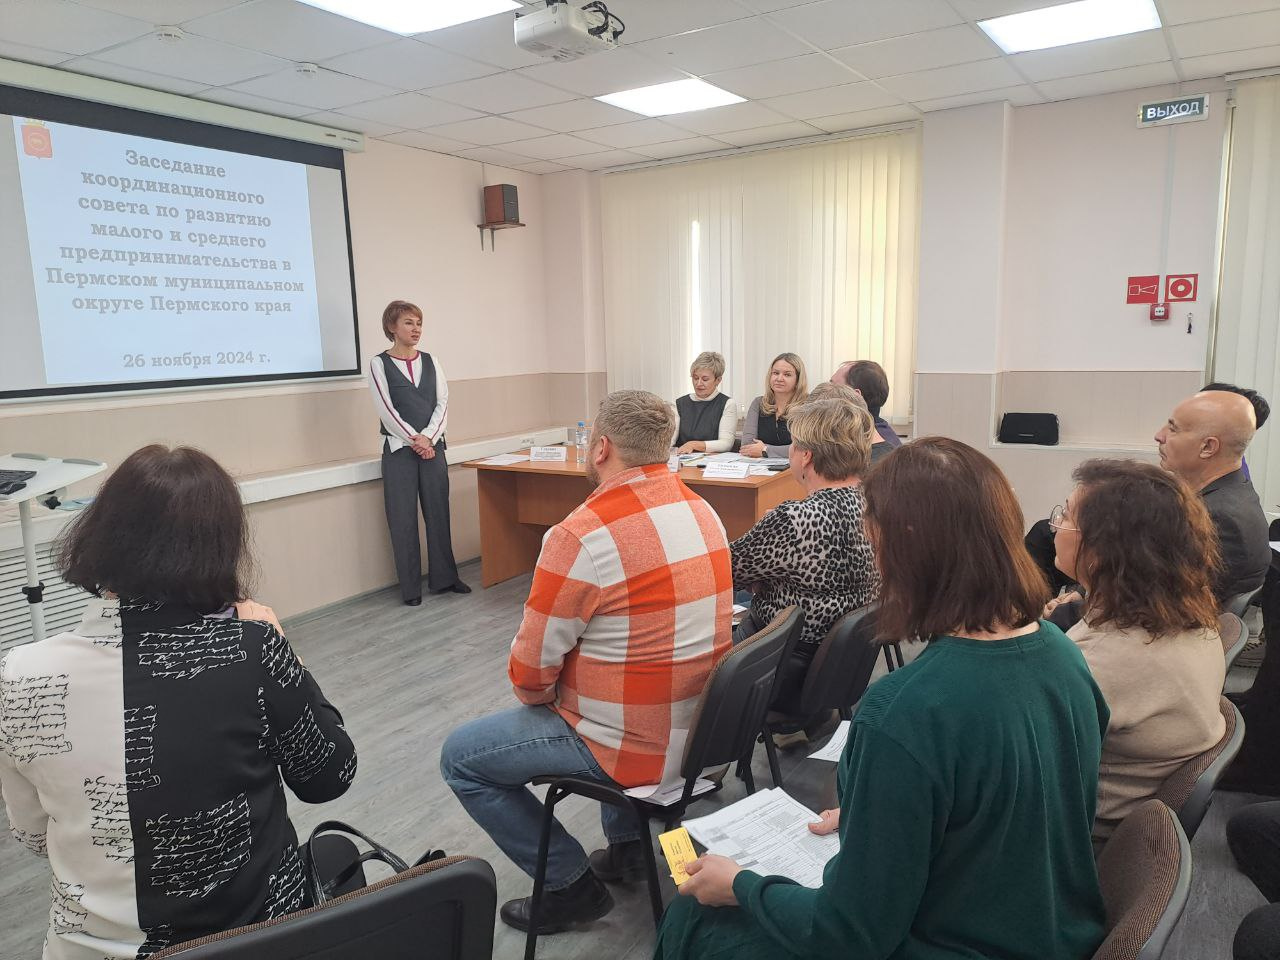 Заседание
координационного
совета по развитию
малого и среднего
предпринимательства в
Пермском муниципальном
округе Пермского края
26 ноября 2024 г.
ВЫХОД